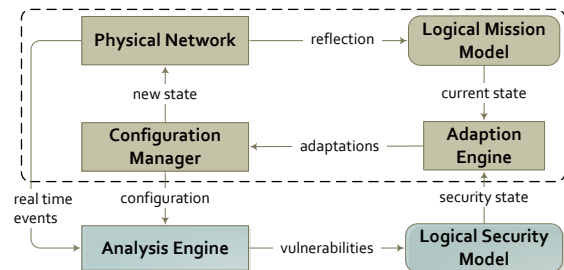 Physical Network
reflection
Logical Mission
Model
new state
current state
Configuration
Manager
adaptations
Adaption
Engine
real time
events
configuration
security state
Analysis Engine
vulnerabilities
Logical Security
Model